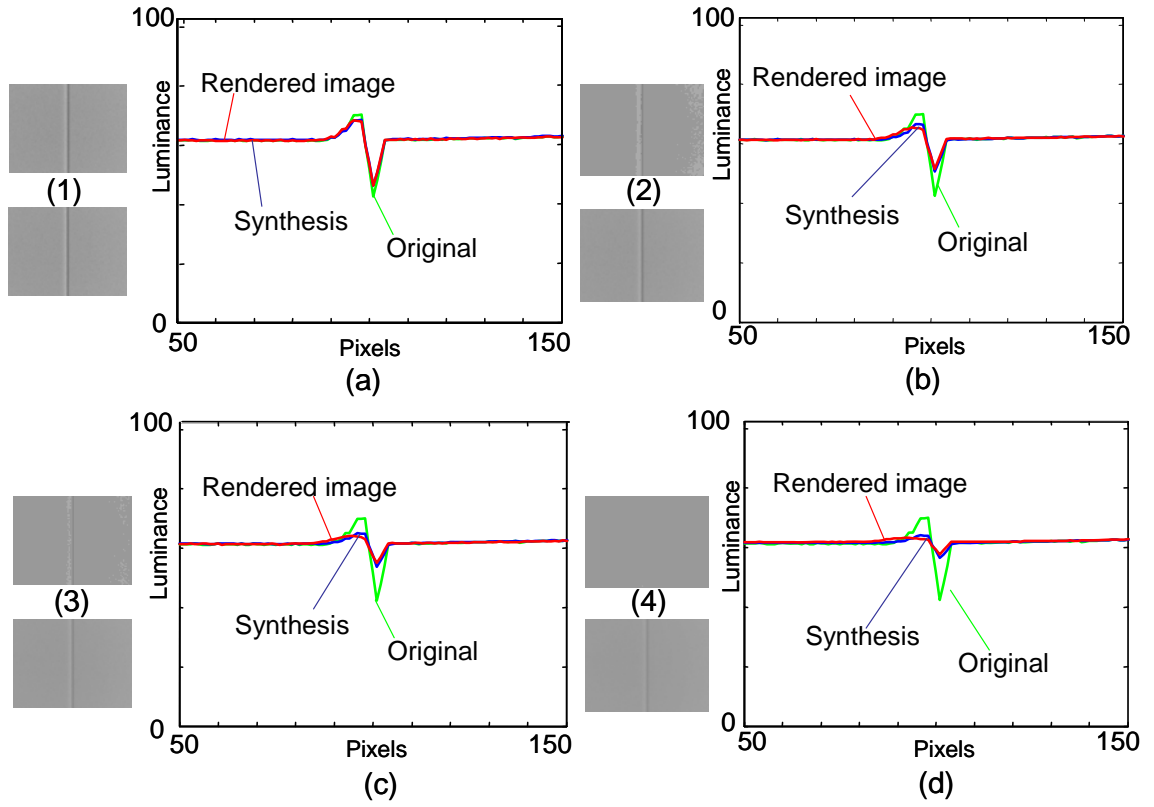 100
Luminance
Rendered image
(1)
Synthesis
Original
0
50
Pixels
150
(a)
100
Luminance
Rendered image
(2)
Synthesis
Original
0
50
Pixels
150
(b)
100
Luminance
Rendered image
(3)
Synthesis
Original
0
50
Pixels
150
(c)
100
Luminance
Rendered image
(4)
Synthesis
Original
0
50
Pixels
150
(d)